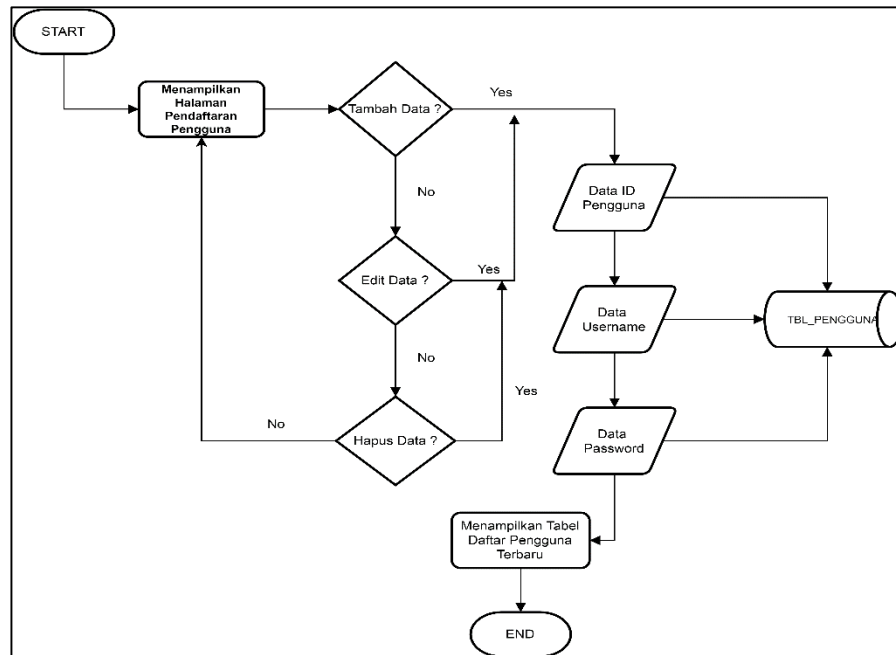 START
Menampilkan
Halaman
Pendaftaran
Pengguna
Tambah Data ?
Yes
No
Data ID
Pengguna
Edit Data ?
Yes
Data
Username
TBL_PENGGUNA
No
Yes
No
Hapus Data ?
Data
Password
Menampilkan Tabel
Daftar Pengguna
Terbaru
END